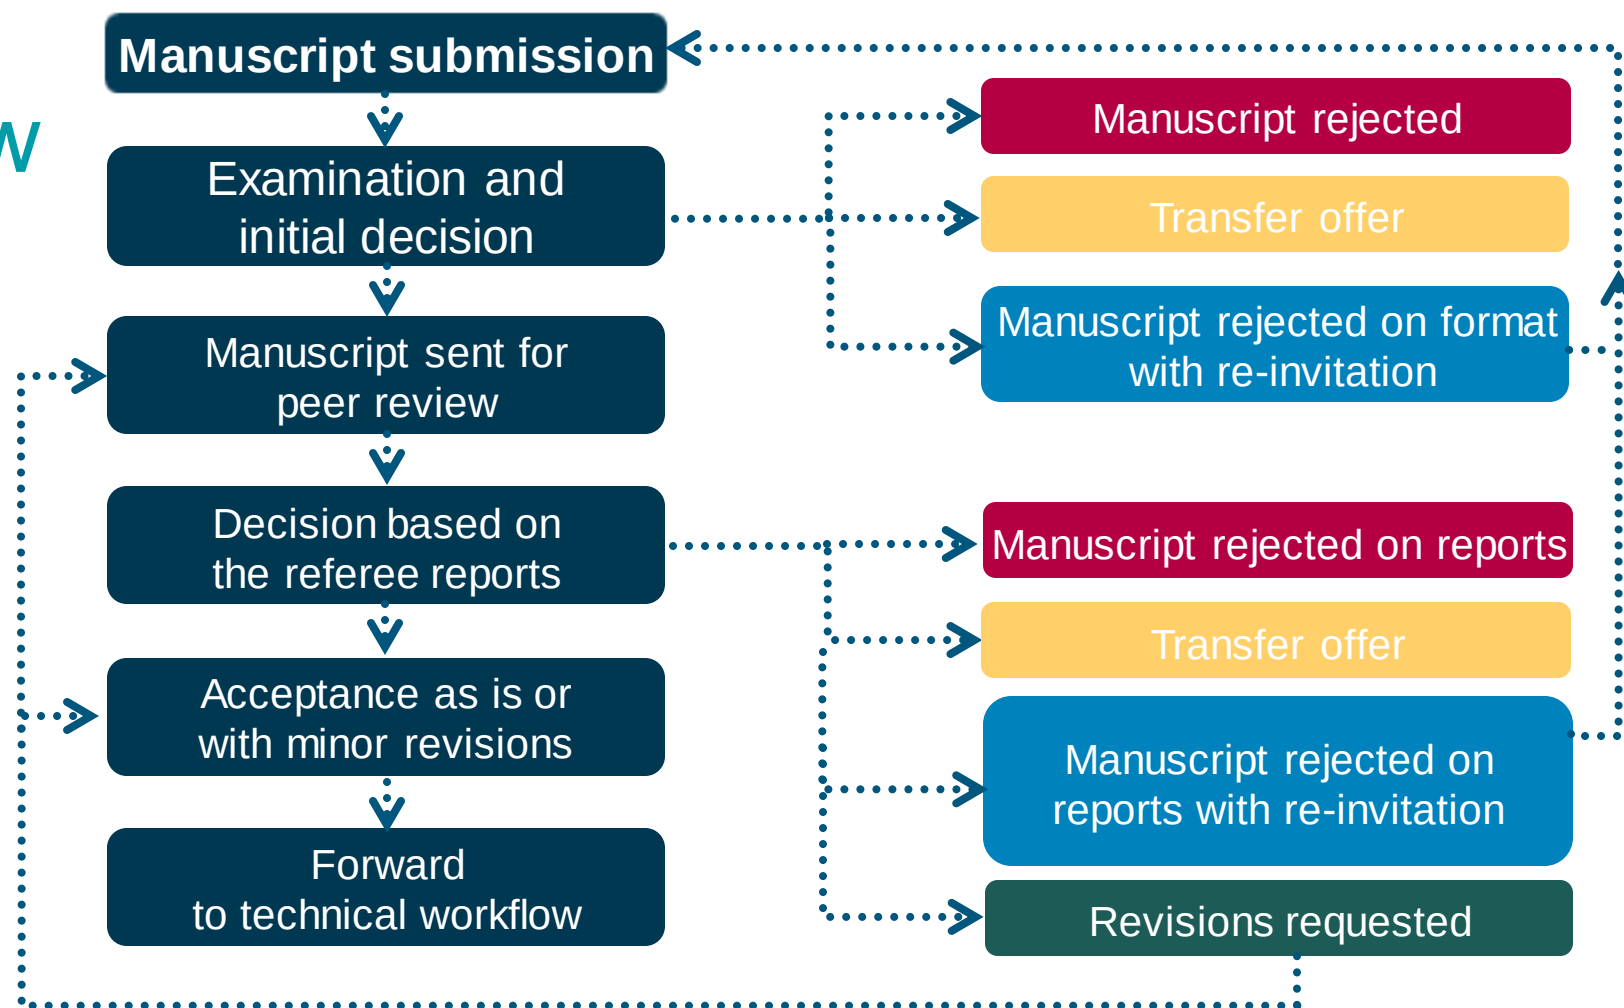 Manuscript submission
w
Examination and
initial decision
Manuscript sent for
peer review
Decision based on
the referee reports
Acceptance as is or
with minor revisions
Forward
to technical workflow
Manuscript rejected
Transfer offer
Manuscript rejected on format
with re-invitation
Manuscript rejected on reports
Transfer offer
Manuscript rejected on
reports with re-invitation
Revisions requested